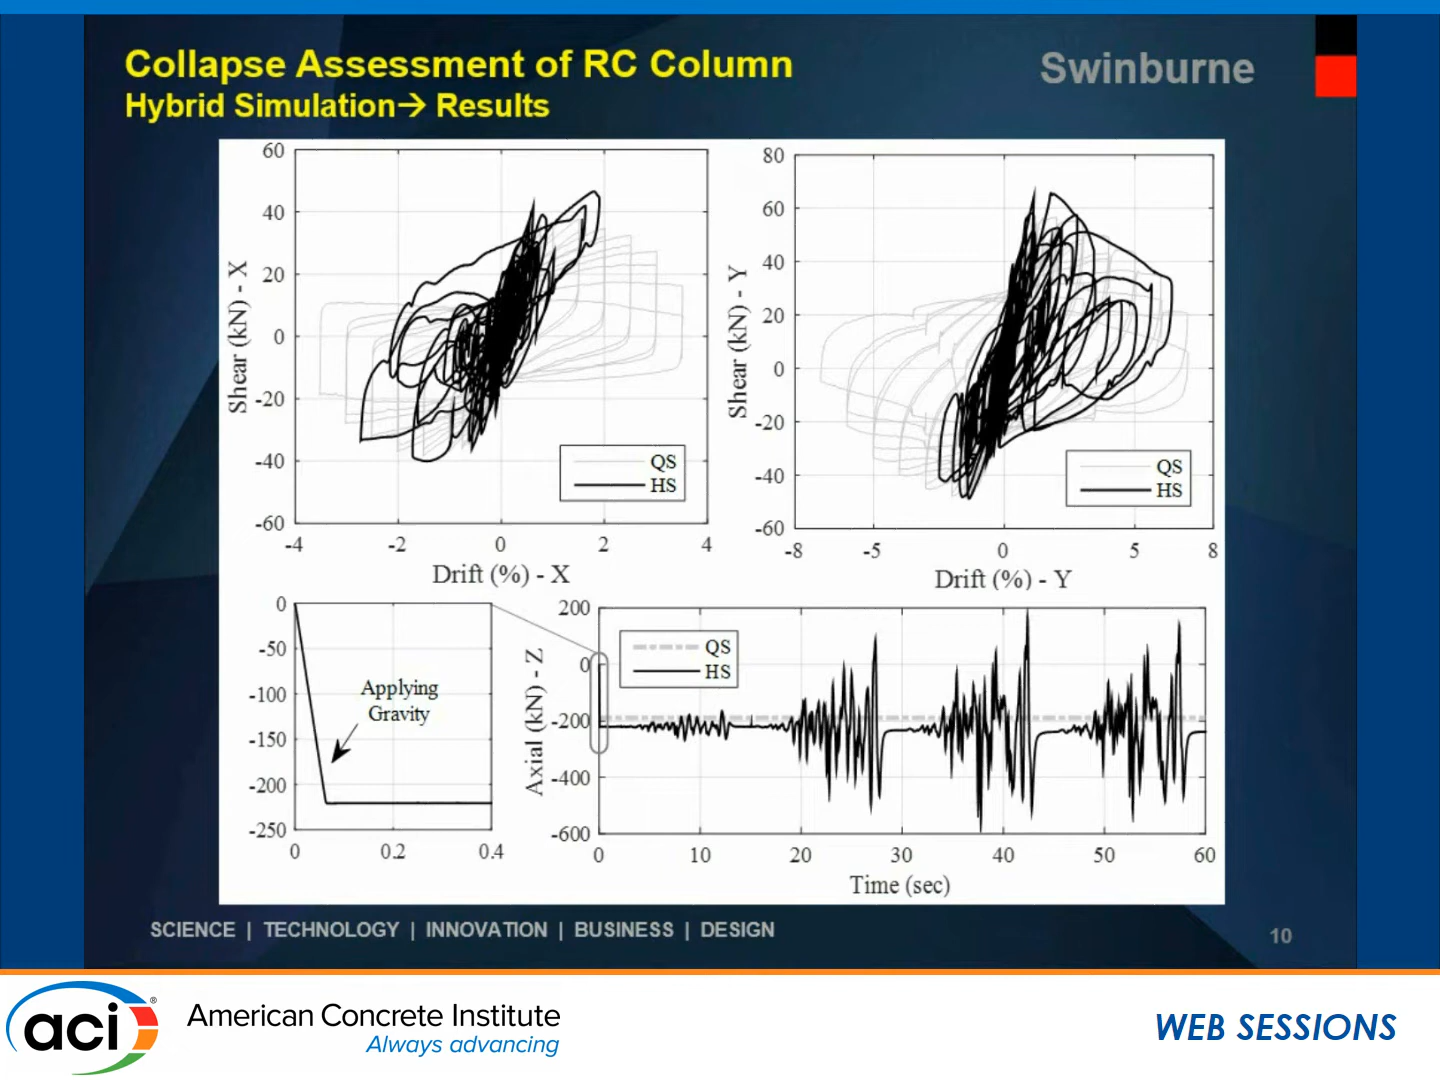 Collapse Assessment of RC Column
Hybrid Simulation→ Results
Swinburne
60
40
20
0
-20
-40
-60
Shear (kN) - X
-4
-2
0
2
4
Drift (%) - X
QS
HS
80
60
40
20
0
-20
-40
-60
Shear (kN) - Y
-8
-5
0
5
8
Drift (%) - Y
QS
HS
0
-50
-100
-150
-200
-250
0
0.2
0.4
Applying
Gravity
200
0
-200
-400
-600
Axial (kN) - Z
QS
HS
0
10
20
30
40
50
60
Time (sec)
SCIENCE | TECHNOLOGY | INNOVATION | BUSINESS | DESIGN
10
aci®
American Concrete Institute
Always advancing
WEB SESSIONS